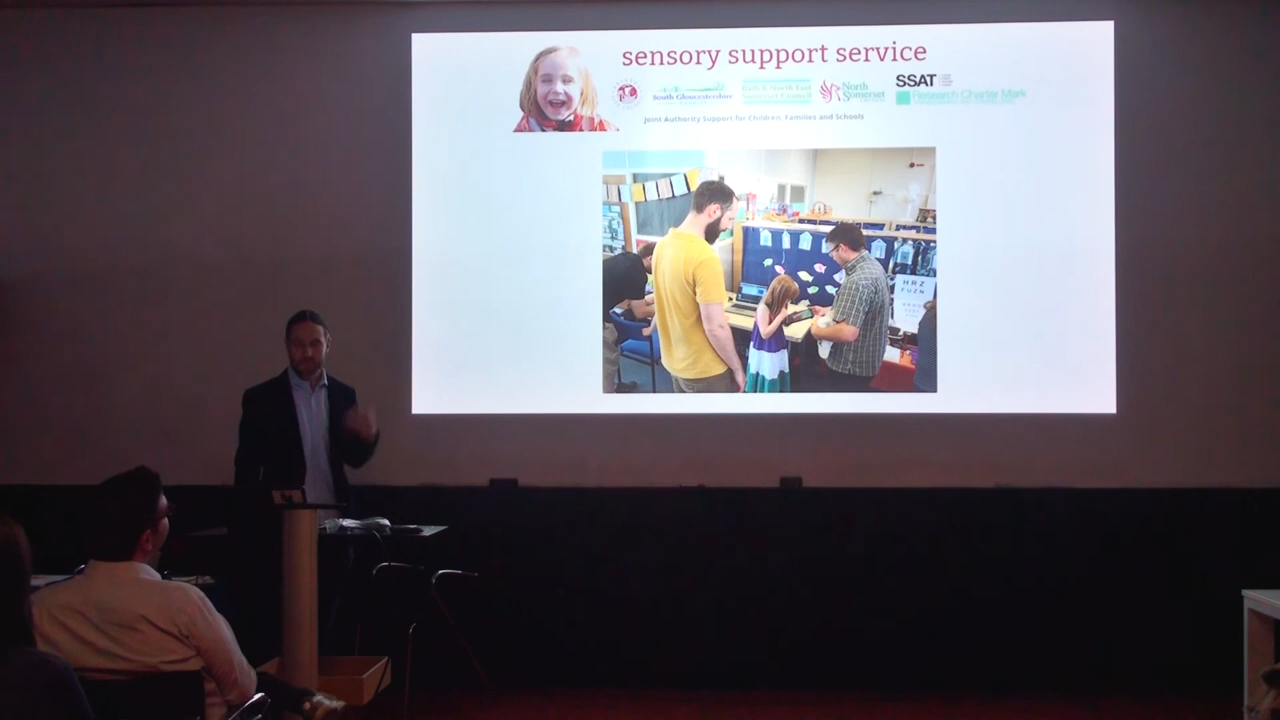 sensory support service
South Gloucestershire
Bath & North East
Somerset Council
North
Somerset
SSAT
Research Charter Mark
Joint Authority Support for Children, Families and Schools
HRZ
FUZN